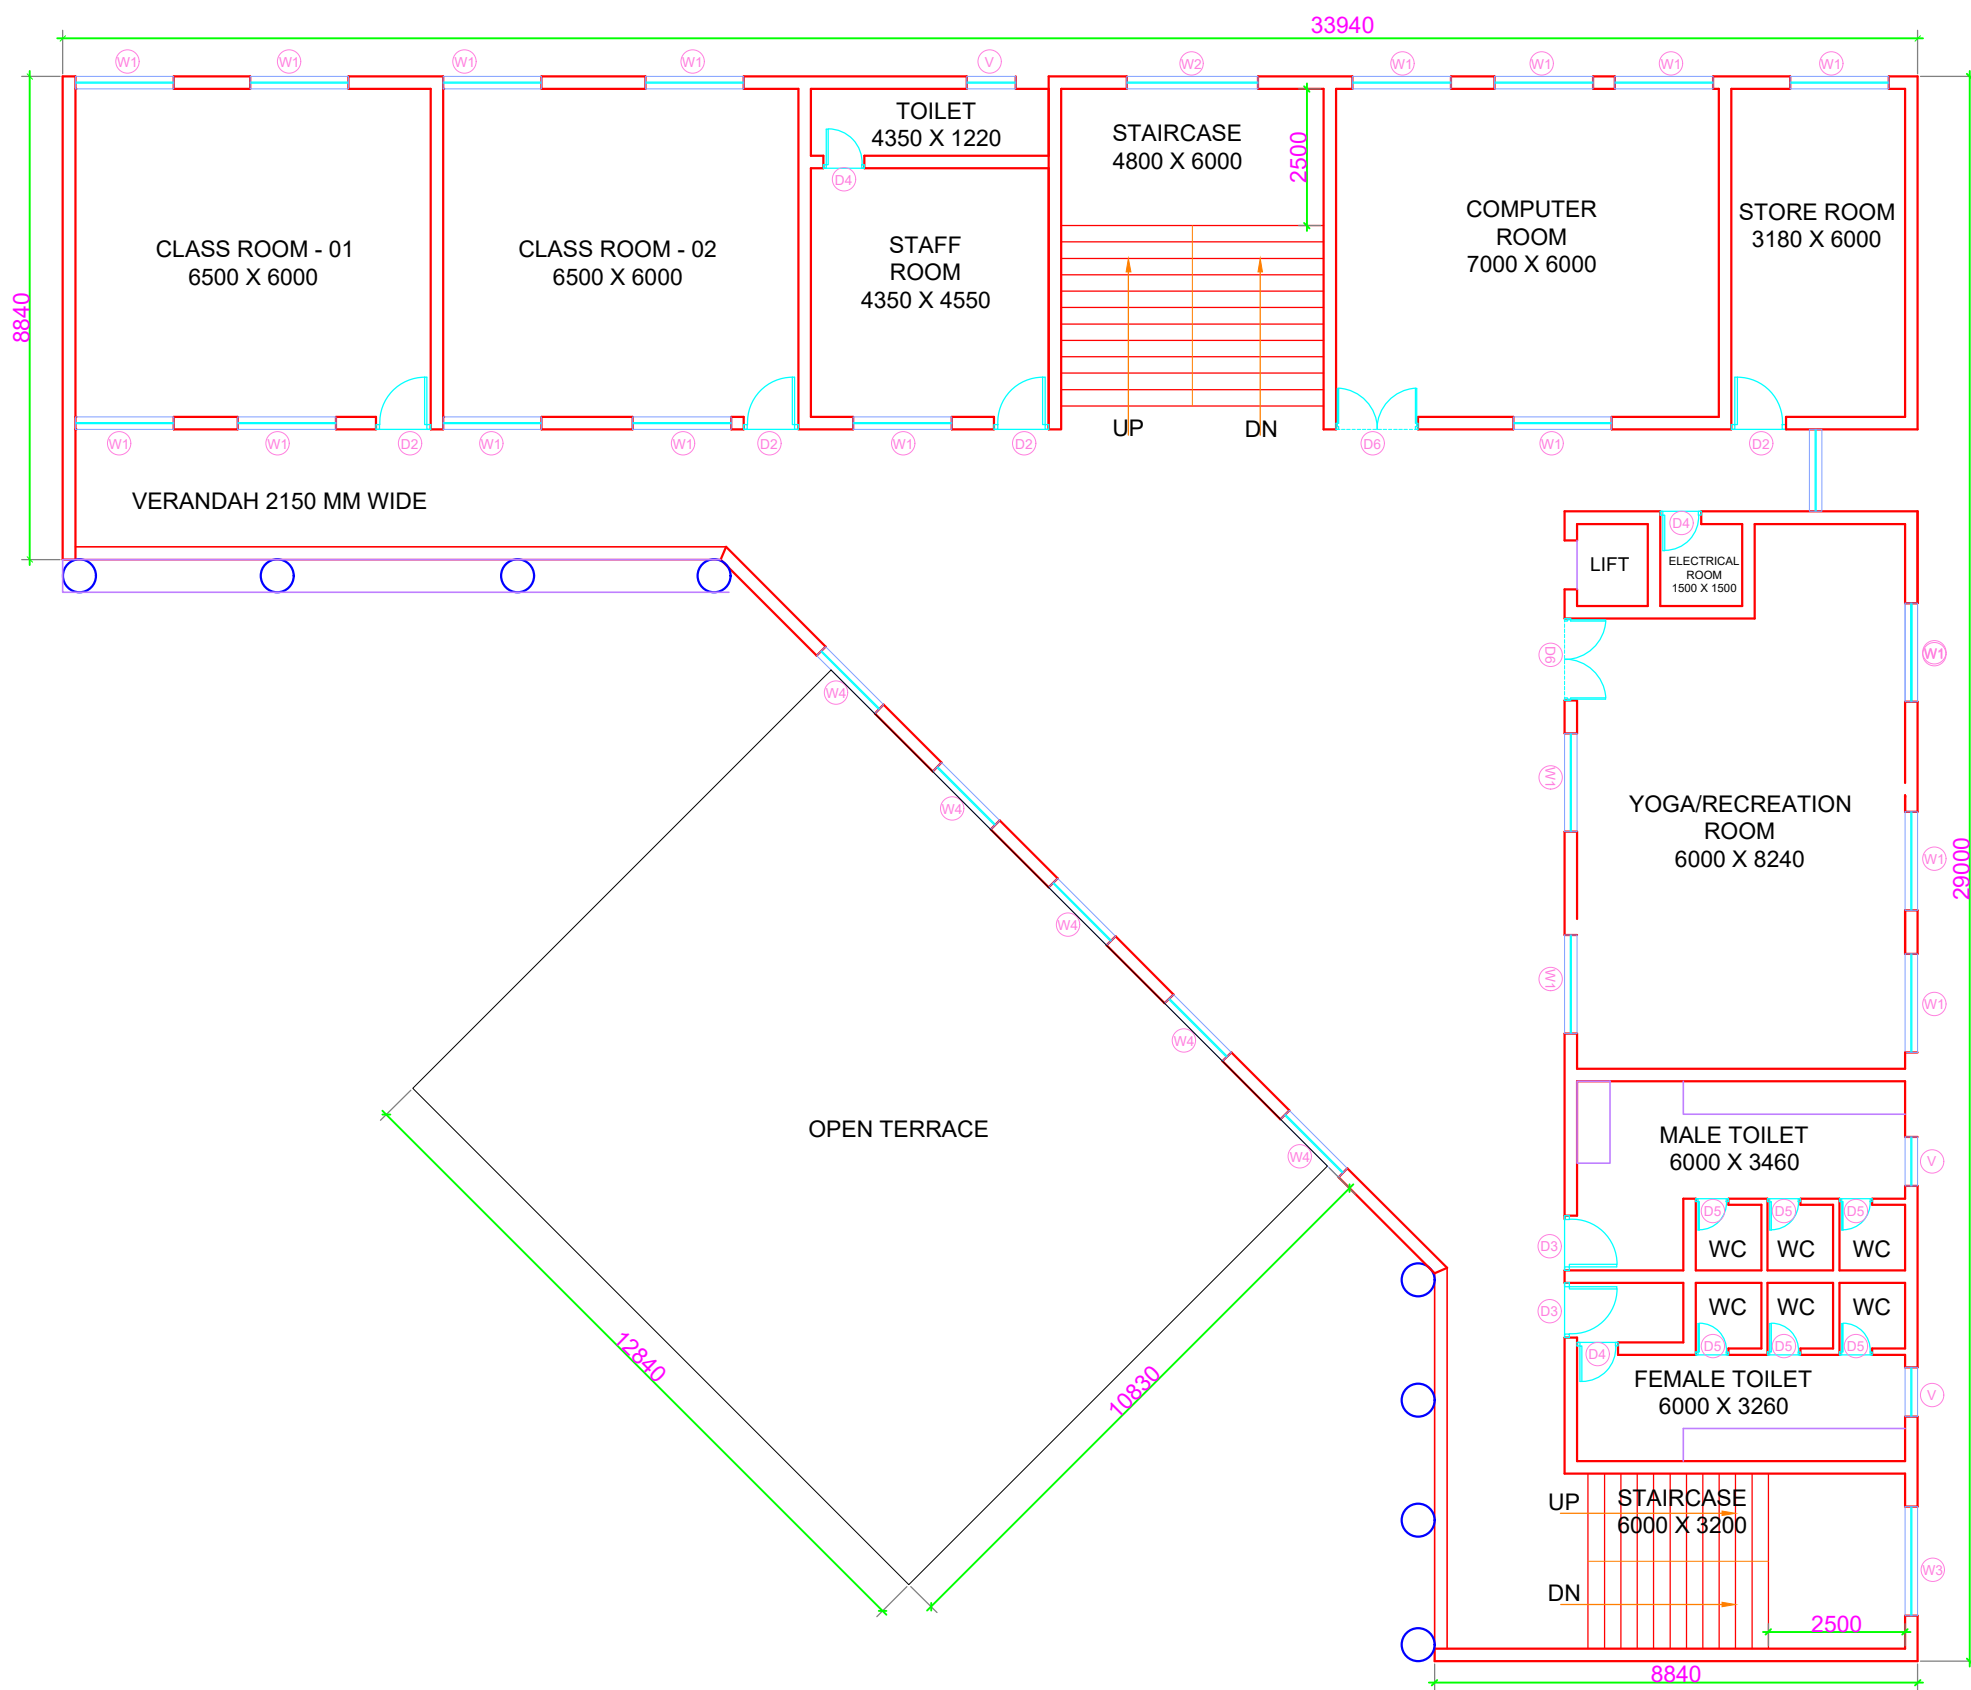 33940
W1
W1
W1
W1
V
W2
W1
W1
W1
W1
TOILET
4350 X 1220
STAIRCASE
4800 X 6000
2500
D4
CLASS ROOM - 01
6500 X 6000
CLASS ROOM - 02
6500 X 6000
STAFF
ROOM
4350 X 4550
COMPUTER
ROOM
7000 X 6000
STORE ROOM
3180 X 6000
8840
UP
DN
W1
W1
D2
W1
W1
D2
W1
D2
D6
W1
D2
VERANDAH 2150 MM WIDE
D4
LIFT
ELECTRICAL
ROOM
1500 X 1500
D6
W1
W4
W1
W4
YOGA/RECREATION
ROOM
6000 X 8240
W1
29000
W4
W1
W1
W4
OPEN TERRACE
W4
MALE TOILET
6000 X 3460
V
D5
D5
D5
D3
WC
WC
WC
D3
WC
WC
WC
D5
D5
D5
D4
12840
10830
FEMALE TOILET
6000 X 3260
V
UP
STAIRCASE
6000 X 3200
W3
DN
2500
8840